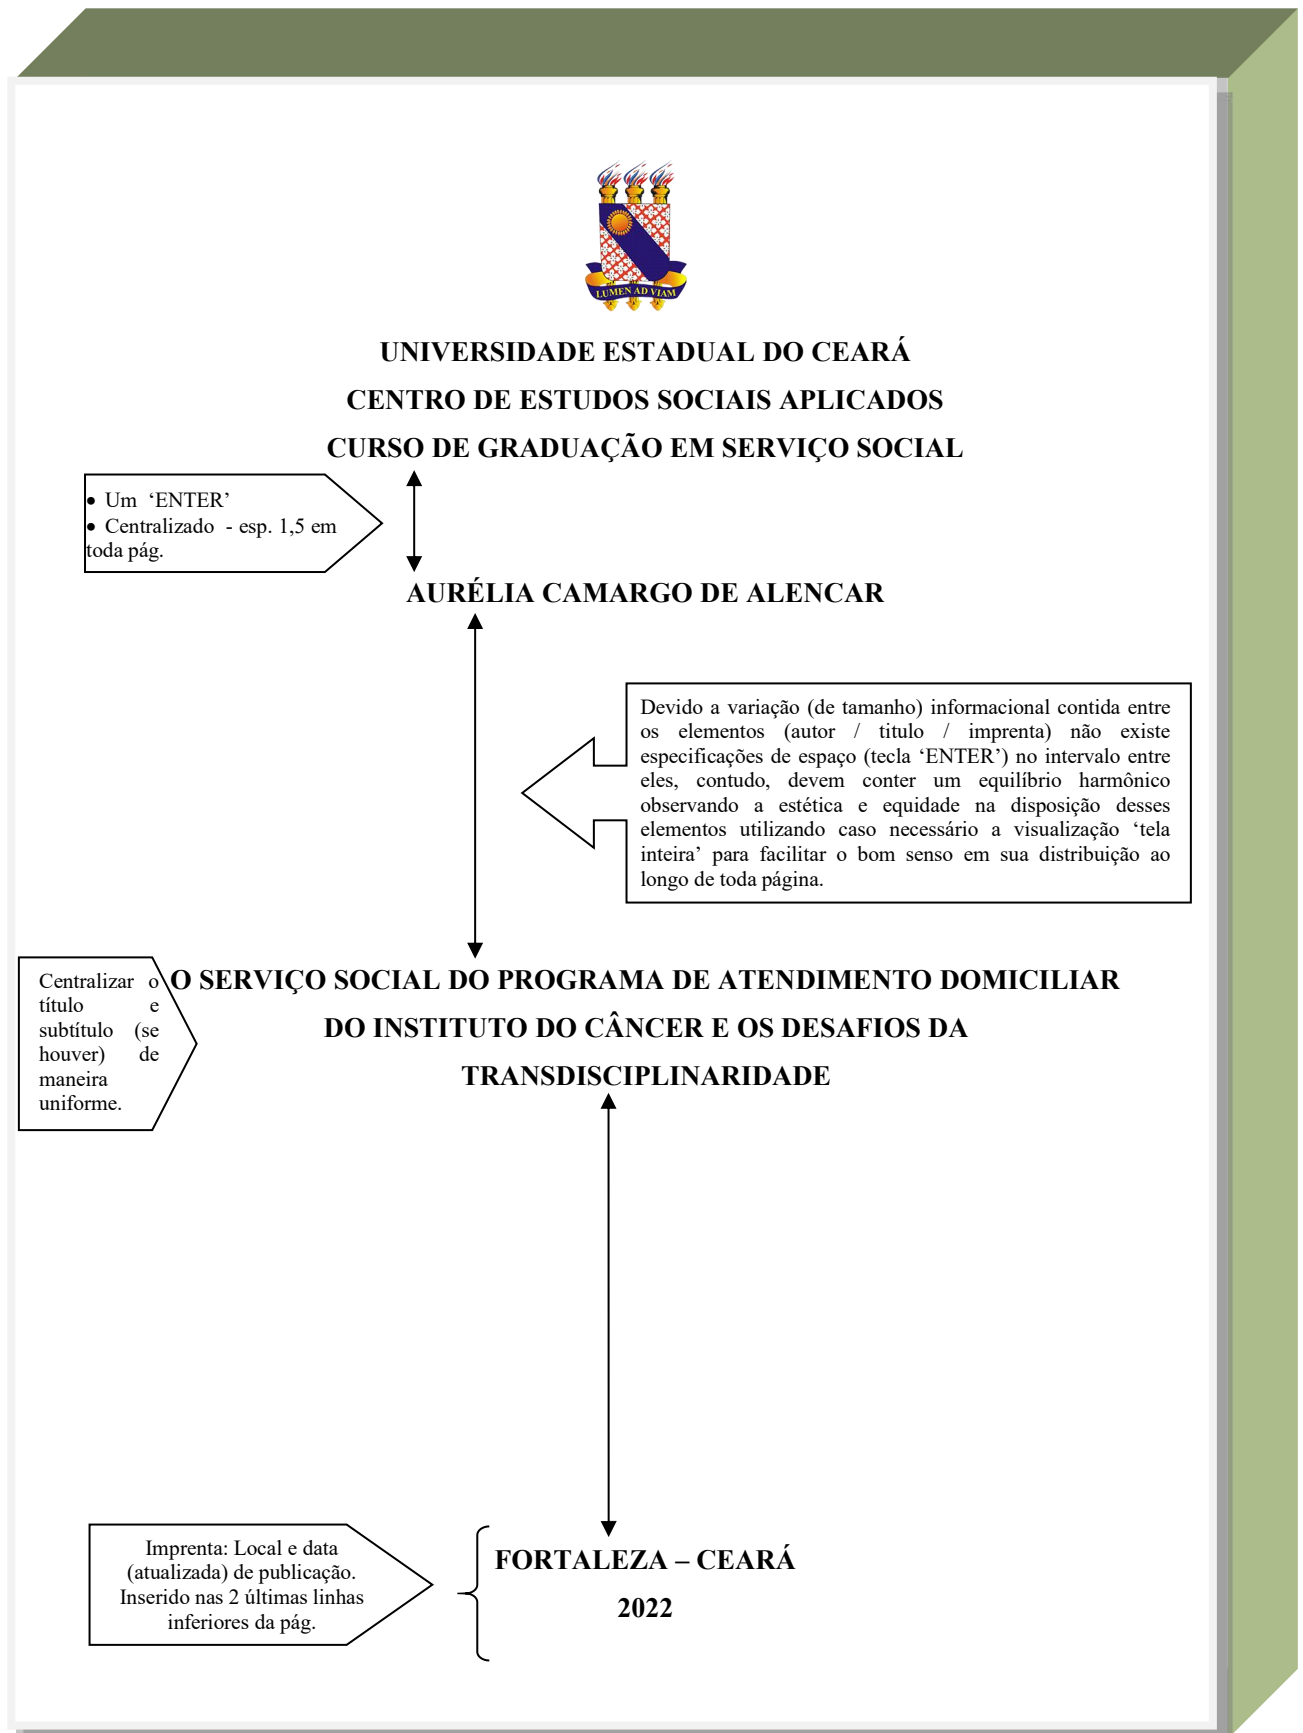 LUMEN AD VIAM
UNIVERSIDADE ESTADUAL DO CEARÁ
CENTRO DE ESTUDOS SOCIAIS APLICADOS
CURSO DE GRADUAÇÃO EM SERVIÇO SOCIAL
• Um ‘ENTER’
• Centralizado - esp. 1,5 em
toda pág.
AURÉLIA CAMARGO DE ALENCAR
Devido a variação (de tamanho) informacional contida entre
os elementos (autor / titulo / imprenta) não existe
especificações de espaço (tecla ‘ENTER’) no intervalo entre
eles, contudo, devem conter um equilíbrio harmônico
observando a estética e equidade na disposição desses
elementos utilizando caso necessário a visualização ‘tela
inteira’ para facilitar o bom senso em sua distribuição ao
longo de toda página.
Centralizar o
título e
subtítulo (se
houver) de
maneira
uniforme.
O SERVIÇO SOCIAL DO PROGRAMA DE ATENDIMENTO DOMICILIAR
DO INSTITUTO DO CÂNCER E OS DESAFIOS DA
TRANSDISCIPLINARIDADE
Imprenta: Local e data
(atualizada) de publicação.
Inserido nas 2 últimas linhas
inferiores da pág.
FORTALEZA – CEARÁ
2022